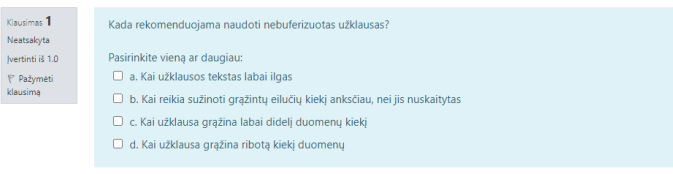 Klausimas 1
Neatsakyta
Įvertinti iš 1.0
Pažymėti
klausimą
Kada rekomenduojama naudoti nebuferizuotas užklausas?
Pasirinkite vieną ar daugiau:
a. Kai užklausos tekstas labai ilgas
b. Kai reikia sužinoti grąžintų eilučių kiekį anksčiau, nei jis nuskaitytas
c. Kai užklausa grąžina labai didelį duomenų kiekį
d. Kai užklausa grąžina ribotą kiekį duomenų